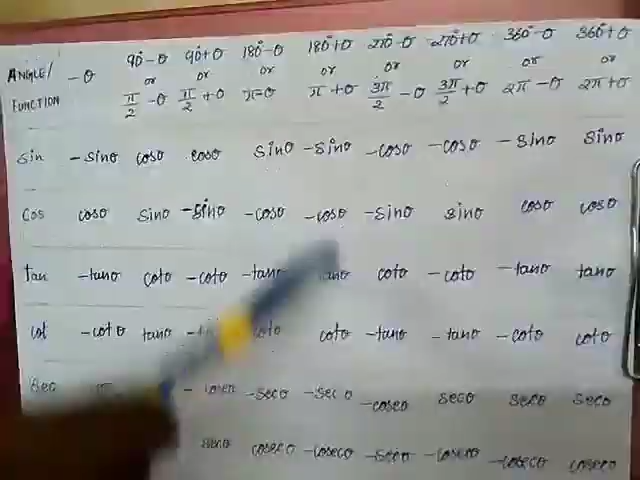 ANGLE/ -θ 90°-θ 90°+θ 180°-θ 180°+θ 270°-θ 270°+θ 360°-θ 360°+θ
or or or or or or or or
FUNCTION π/2 -θ π/2 +θ π-θ π+θ 3π/2 -θ 3π/2 +θ 2π-θ 2π+θ
sin -sinθ cosθ cosθ sinθ -sinθ -cosθ -cosθ -sinθ sinθ
cos cosθ sinθ -sinθ -cosθ -cosθ -sinθ sinθ cosθ cosθ
tan -tanθ cotθ -cotθ -tanθ tanθ cotθ -cotθ -tanθ tanθ
cot -cotθ tanθ cotθ -tanθ -tanθ -cotθ cotθ
sec -secθ -secθ -cosecθ secθ secθ
secθ cosecθ -cosecθ -secθ -cosecθ cosecθ